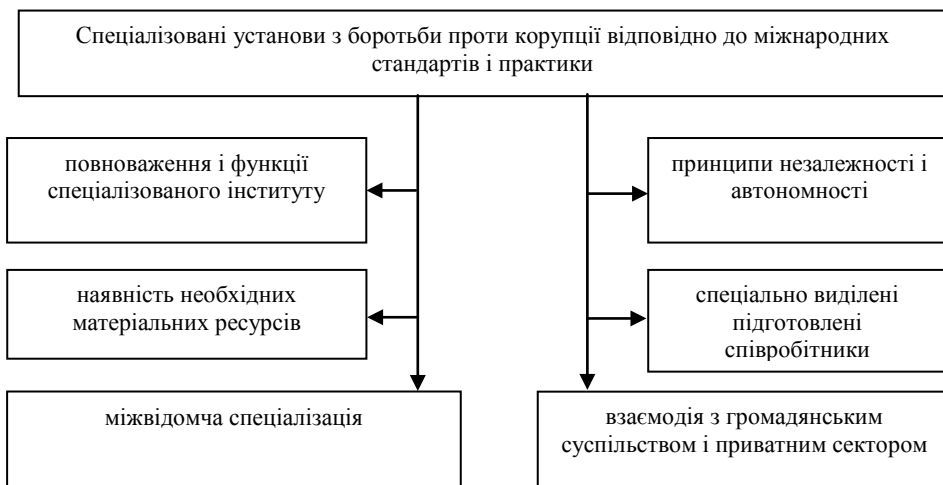 Спеціалізовані установи з боротьби проти корупції відповідно до міжнародних
стандартів і практики
повноваження і функції
спеціалізованого інституту
принципи незалежності і
автономності
наявність необхідних
матеріальних ресурсів
спеціально виділені
підготовлені
співробітники
міжвідомча спеціалізація
взаємодія з громадянським
суспільством і приватним сектором